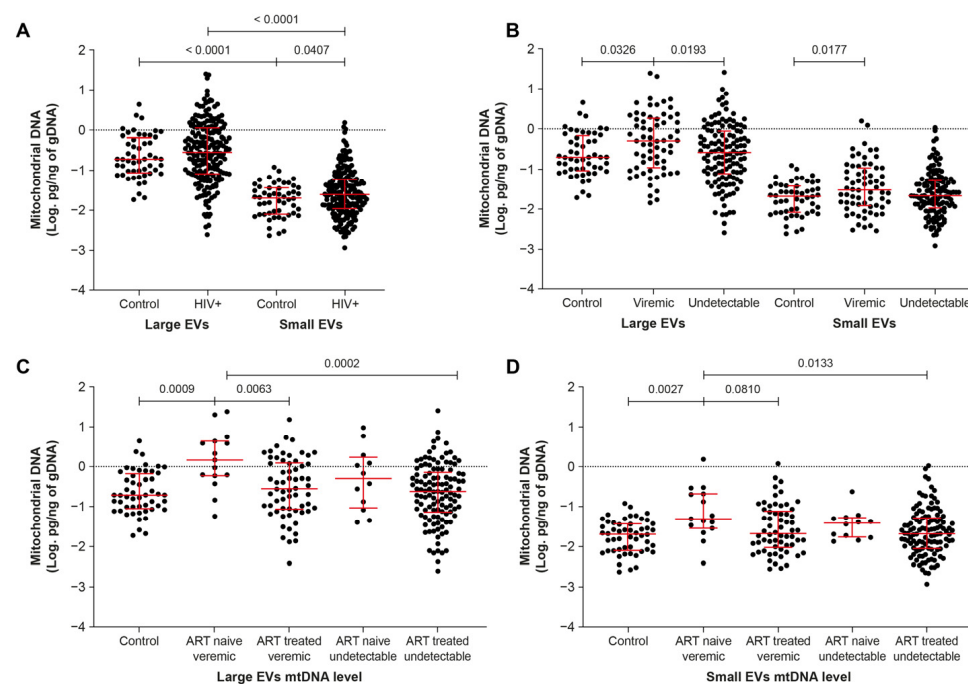 A
< 0.0001
< 0.0001 0.0407
2
1
0
−1
−2
−3
−4
Mitochondrial DNA
(Log. pg/ng of gDNA)
Control HIV+ Control HIV+
Large EVs Small EVs
B
0.0326 0.0193 0.0177
2
1
0
−1
−2
−3
−4
Mitochondrial DNA
(Log. pg/ng of gDNA)
Control Viremic Undetectable Control Viremic Undetectable
Large EVs Small EVs
C
0.0002
0.0009 0.0063
2
1
0
−1
−2
−3
−4
Mitochondrial DNA
(Log. pg/ng of gDNA)
Control ART naive ART treated ART naive ART treated
veremic veremic undetectable undetectable
Large EVs mtDNA level
D
0.0133
0.0027 0.0810
2
1
0
−1
−2
−3
−4
Mitochondrial DNA
(Log. pg/ng of gDNA)
Control ART naive ART treated ART naive ART treated
veremic veremic undetectable undetectable
Small EVs mtDNA level